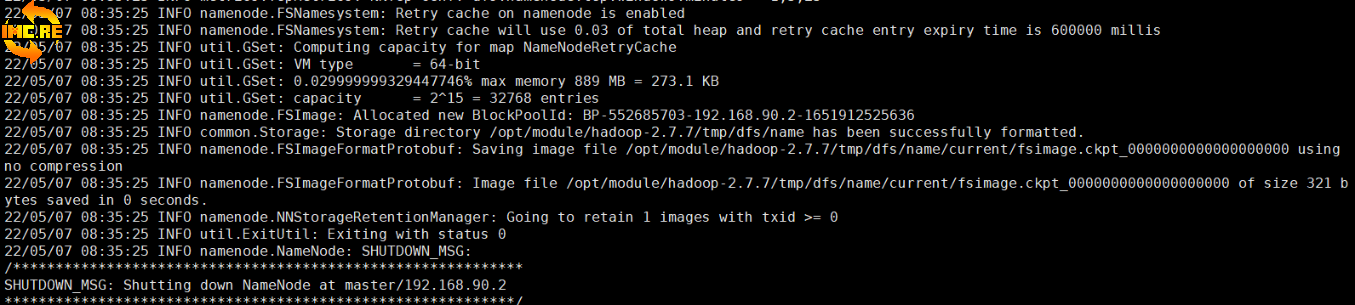 22/05/07 08:35:25 INFO namenode.FSNamesystem: Retry cache on namenode is enabled
22/05/07 08:35:25 INFO namenode.FSNamesystem: Retry cache will use 0.03 of total heap and retry cache entry expiry time is 600000 millis
22/05/07 08:35:25 INFO util.GSet: Computing capacity for map NameNodeRetryCache
22/05/07 08:35:25 INFO util.GSet: VM type       = 64-bit
22/05/07 08:35:25 INFO util.GSet: 0.029999999329447746% max memory 889 MB = 273.1 KB
22/05/07 08:35:25 INFO util.GSet: capacity      = 2^15 = 32768 entries
22/05/07 08:35:25 INFO namenode.FSImage: Allocated new BlockPoolId: BP-552685703-192.168.90.2-1651912525636
22/05/07 08:35:25 INFO common.Storage: Storage directory /opt/module/hadoop-2.7.7/tmp/dfs/name has been successfully formatted.
22/05/07 08:35:25 INFO namenode.FSImageFormatProtobuf: Saving image file /opt/module/hadoop-2.7.7/tmp/dfs/name/current/fsimage.ckpt_0000000000000000000 using
no compression
22/05/07 08:35:25 INFO namenode.FSImageFormatProtobuf: Image file /opt/module/hadoop-2.7.7/tmp/dfs/name/current/fsimage.ckpt_0000000000000000000 of size 321 b
ytes saved in 0 seconds.
22/05/07 08:35:25 INFO namenode.NNStorageRetentionManager: Going to retain 1 images with txid >= 0
22/05/07 08:35:25 INFO util.ExitUtil: Exiting with status 0
22/05/07 08:35:25 INFO namenode.NameNode: SHUTDOWN_MSG:
/************************************************************
SHUTDOWN_MSG: Shutting down NameNode at master/192.168.90.2
************************************************************/